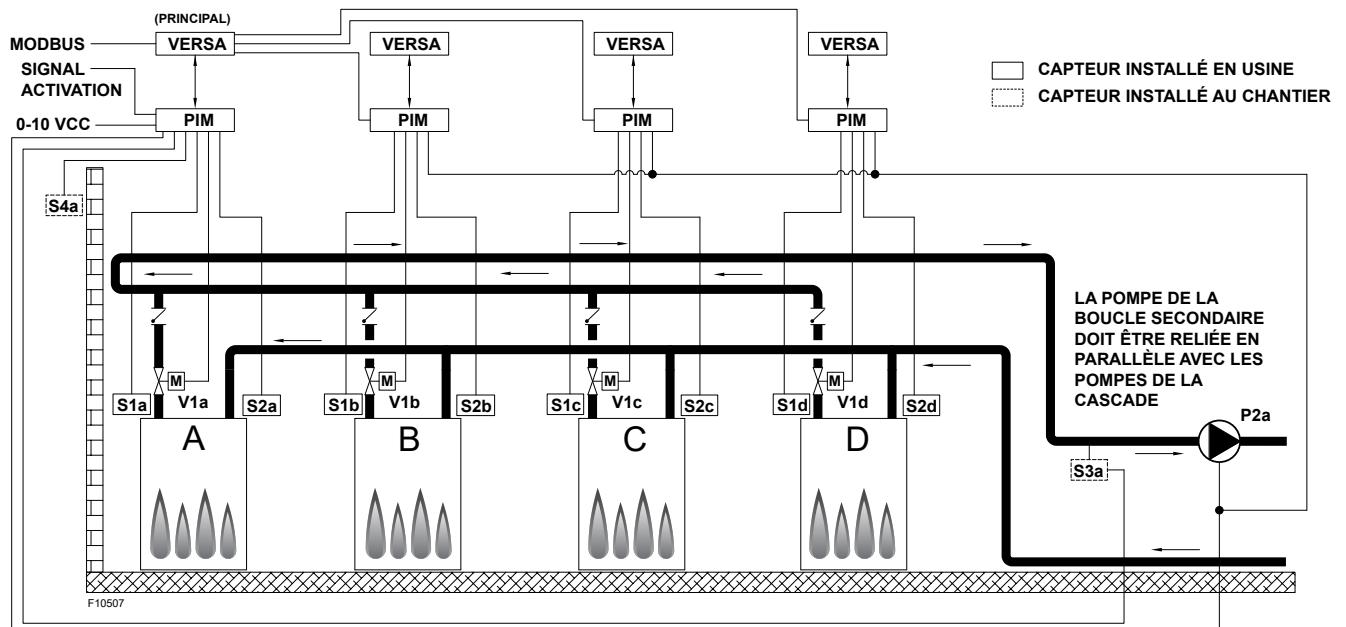 (PRINCIPAL)
MODBUS
VERSA
VERSA
VERSA
VERSA
SIGNAL
ACTIVATION
CAPTEUR INSTALLÉ EN USINE
CAPTEUR INSTALLÉ AU CHANTIER
0-10 VCC
PIM
PIM
PIM
PIM
S4a
LA POMPE DE LA
BOUCLE SECONDAIRE
DOIT ÊTRE RELIÉE EN
PARALLÈLE AVEC LES
POMPES DE LA
CASCADE
M
M
M
M
S1a
V1a
S2a
S1b
V1b
S2b
S1c
V1c
S2c
S1d
V1d
S2d
P2a
A
B
C
D
S3a
F10507